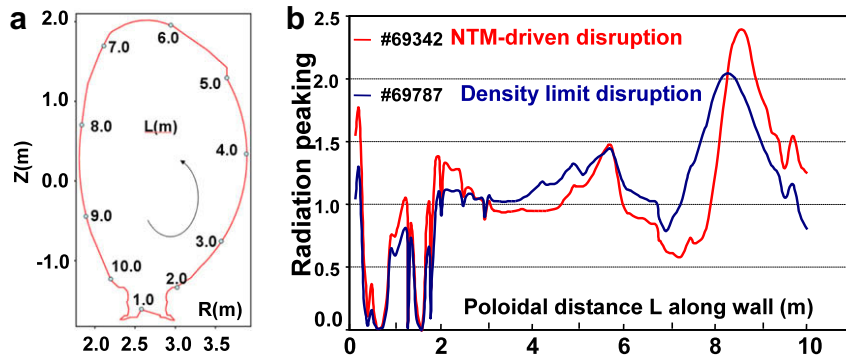 a
2.0
1.0
0.0
-1.0
Z(m)
6.0
7.0
5.0
L(m)
8.0
4.0
9.0
3.0
10.0
2.0
1.0
R(m)
2.0 2.5 3.0 3.5
b
Radiation peaking
2.5
2.0
1.5
1.0
0.5
0.0
#69342 NTM-driven disruption
#69787 Density limit disruption
Poloidal distance L along wall (m)
0 2 4 6 8 10